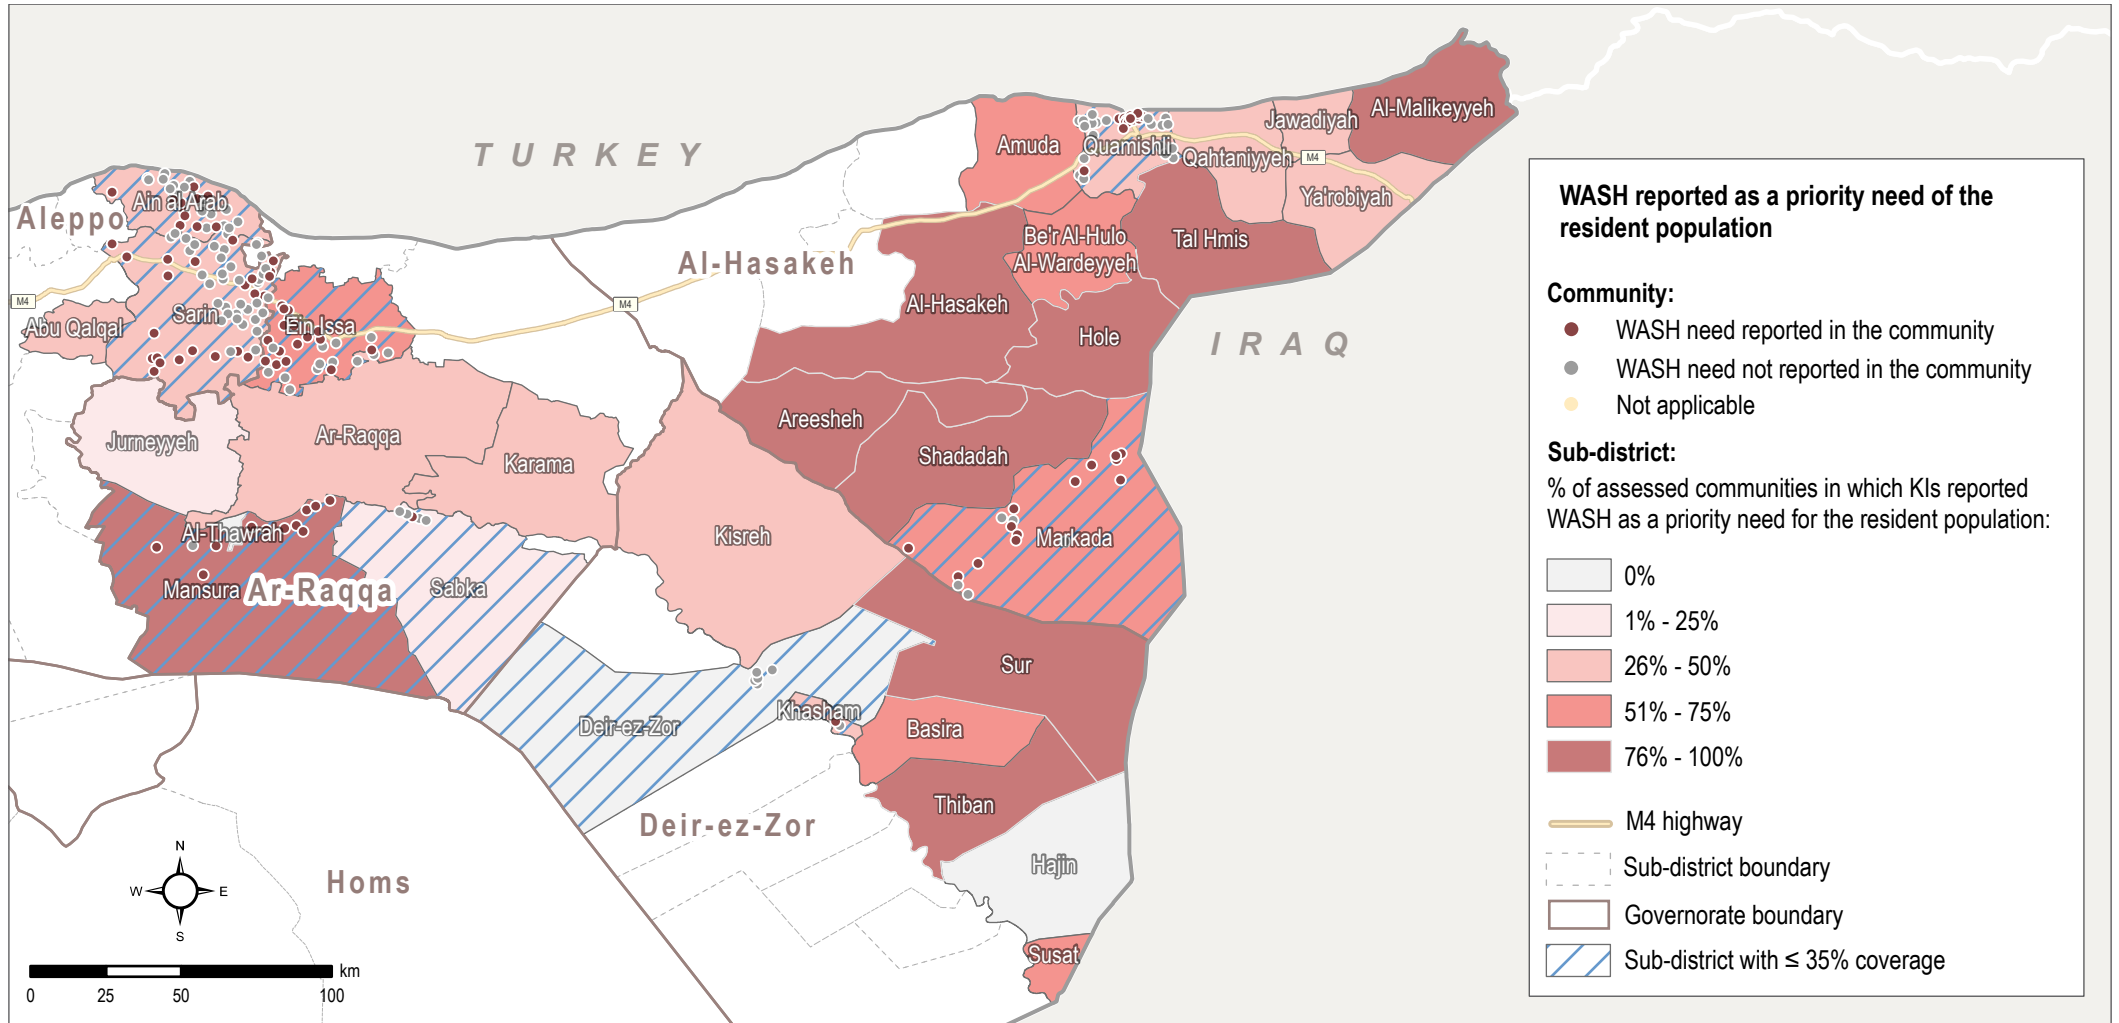 TURKEY
IRAQ
Aleppo
Al-Hasakeh
Ar-Raqqa
Deir-ez-Zor
Homs
Ain al Arab
Sarin
Abu Qalqal
Ein Issa
Jurneyyeh
Ar-Raqqa
Karama
Al-Thawrah
Mansura
Sabka
Kisreh
Deir-ez-Zor
Khasham
Basira
Sur
Thiban
Hajin
Susat
Markada
Shadadah
Areesheh
Hole
Al-Hasakeh
Be'r Al-Hulo
Al-Wardeyyeh
Tal Hmis
Amuda
Quamishli
Qahtaniyyeh
Jawadiyah
Ya'robiyah
Al-Malikeyyeh
M4
M4
M4
N
W
E
S
km
0
25
50
100
WASH reported as a priority need of the
resident population
Community:
WASH need reported in the community
WASH need not reported in the community
Not applicable
Sub-district:
% of assessed communities in which KIs reported
WASH as a priority need for the resident population:
0%
1% - 25%
26% - 50%
51% - 75%
76% - 100%
M4 highway
Sub-district boundary
Governorate boundary
Sub-district with ≤ 35% coverage